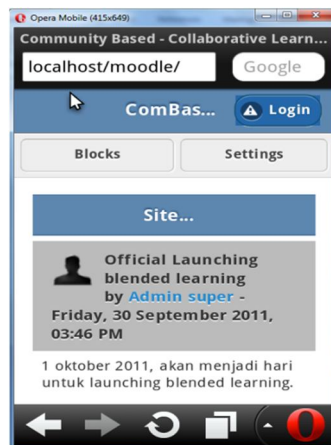 Opera Mobile (415x649)
Community Based - Collaborative Learn...
localhost/moodle/
Google
ComBas...
Login
Blocks
Settings
Site...
Official Launching
blended learning
by Admin super -
Friday, 30 September 2011,
03:46 PM
1 oktober 2011, akan menjadi hari
untuk launching blended learning.